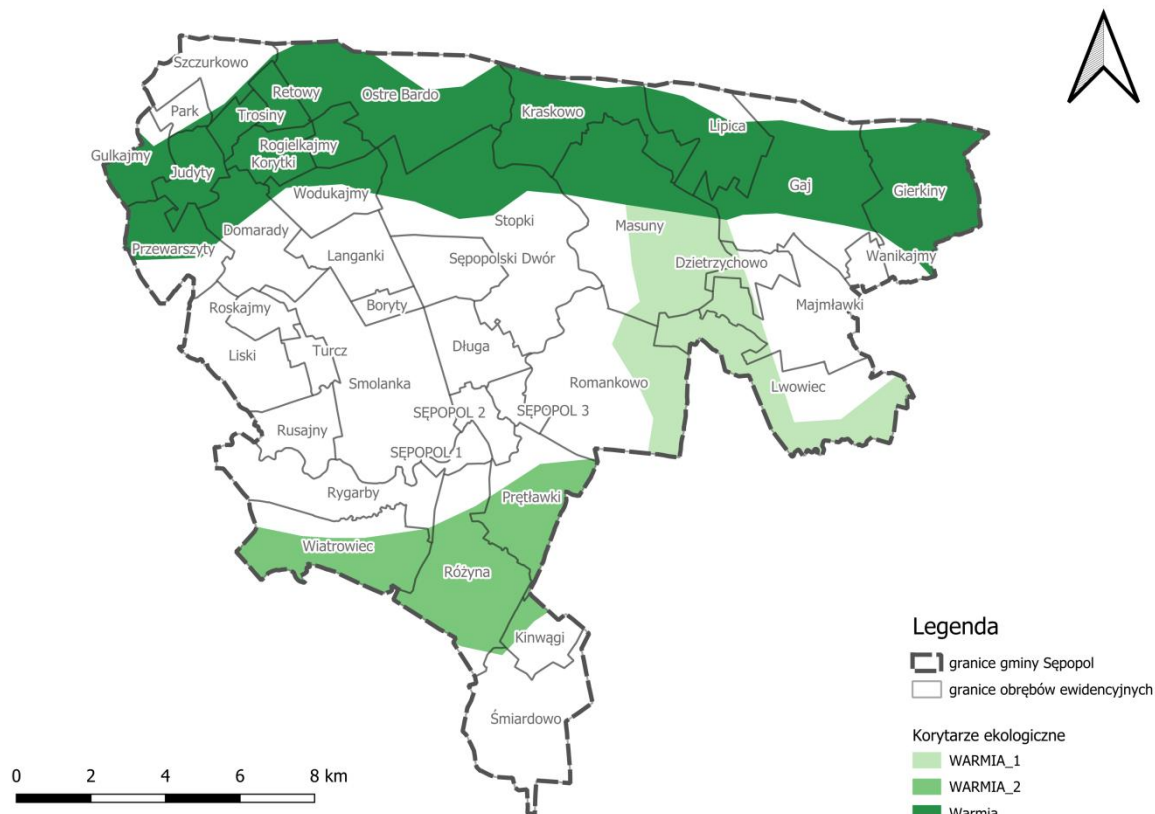 Szczurkowo
Park
Retowy
Ostre Bardo
Trosiny
Kraskowo
Lipica
Gulkajmy
Rogielkajmy
Korytki
Judyty
Gaj
Gierkiny
Wodukajmy
Stopki
Masuny
Domarady
Przewarszyty
Langanki
Sępopolski Dwór
Dzietrzychowo
Wanikajmy
Roskajmy
Boryty
Majmławki
Liski
Turcz
Długa
Smolanka
Romankowo
Lwowiec
SĘPOPOL 2
SĘPOPOL 3
Rusajny
SĘPOPOL 1
Rygarby
Prętławki
Wiatrowiec
Różyna
Kinwągi
Śmiardowo
0 2 4 6 8 km
Legenda
granice gminy Sępopol
granice obrębów ewidencyjnych
Korytarze ekologiczne
WARMIA_1
WARMIA_2
Warmia